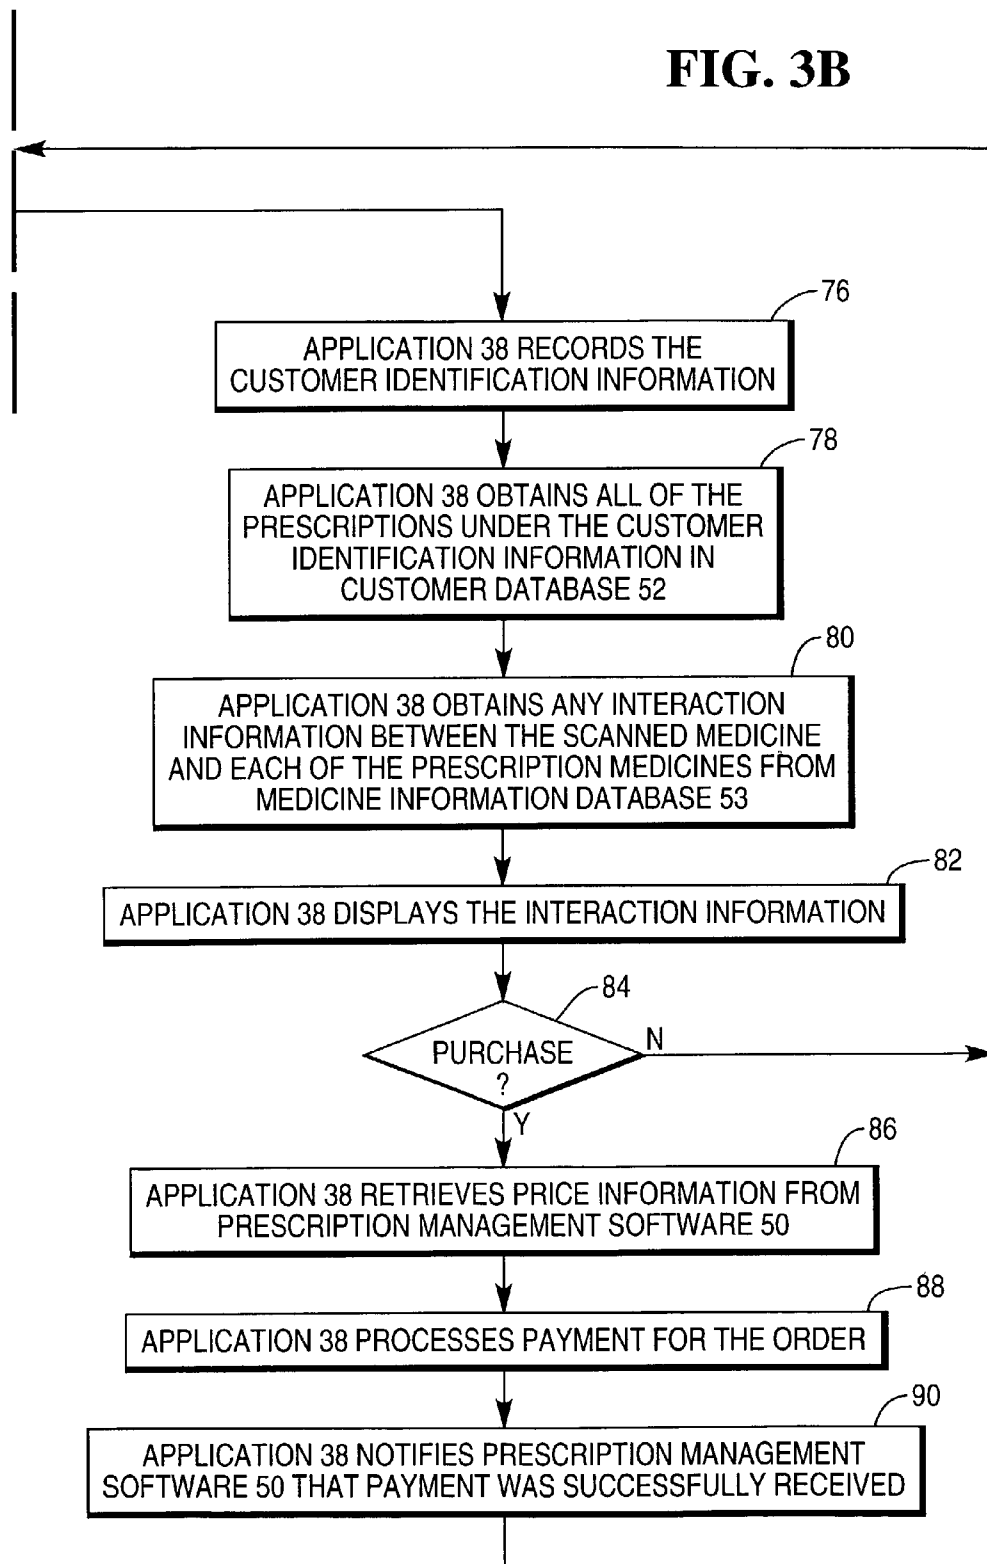 FIG. 3B
76
APPLICATION 38 RECORDS THE
CUSTOMER IDENTIFICATION INFORMATION
78
APPLICATION 38 OBTAINS ALL OF THE
PRESCRIPTIONS UNDER THE CUSTOMER
IDENTIFICATION INFORMATION IN
CUSTOMER DATABASE 52
80
APPLICATION 38 OBTAINS ANY INTERACTION
INFORMATION BETWEEN THE SCANNED MEDICINE
AND EACH OF THE PRESCRIPTION MEDICINES FROM
MEDICINE INFORMATION DATABASE 53
82
APPLICATION 38 DISPLAYS THE INTERACTION INFORMATION
84
PURCHASE
?
N
Y
86
APPLICATION 38 RETRIEVES PRICE INFORMATION FROM
PRESCRIPTION MANAGEMENT SOFTWARE 50
88
APPLICATION 38 PROCESSES PAYMENT FOR THE ORDER
90
APPLICATION 38 NOTIFIES PRESCRIPTION MANAGEMENT
SOFTWARE 50 THAT PAYMENT WAS SUCCESSFULLY RECEIVED